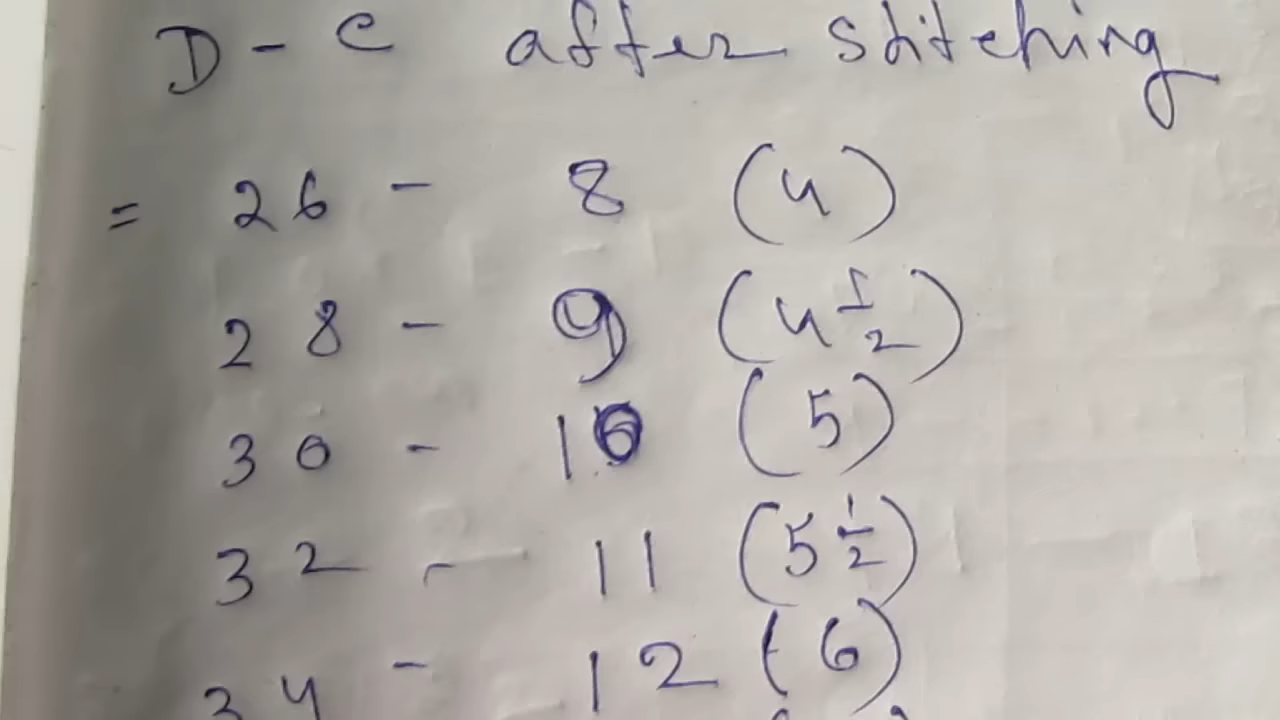 D - C after stitching
= 26 - 8 (4)
28 - 9 (4 1/2)
30 - 10 (5)
32 - 11 (5 1/2)
34 - 12 (6)